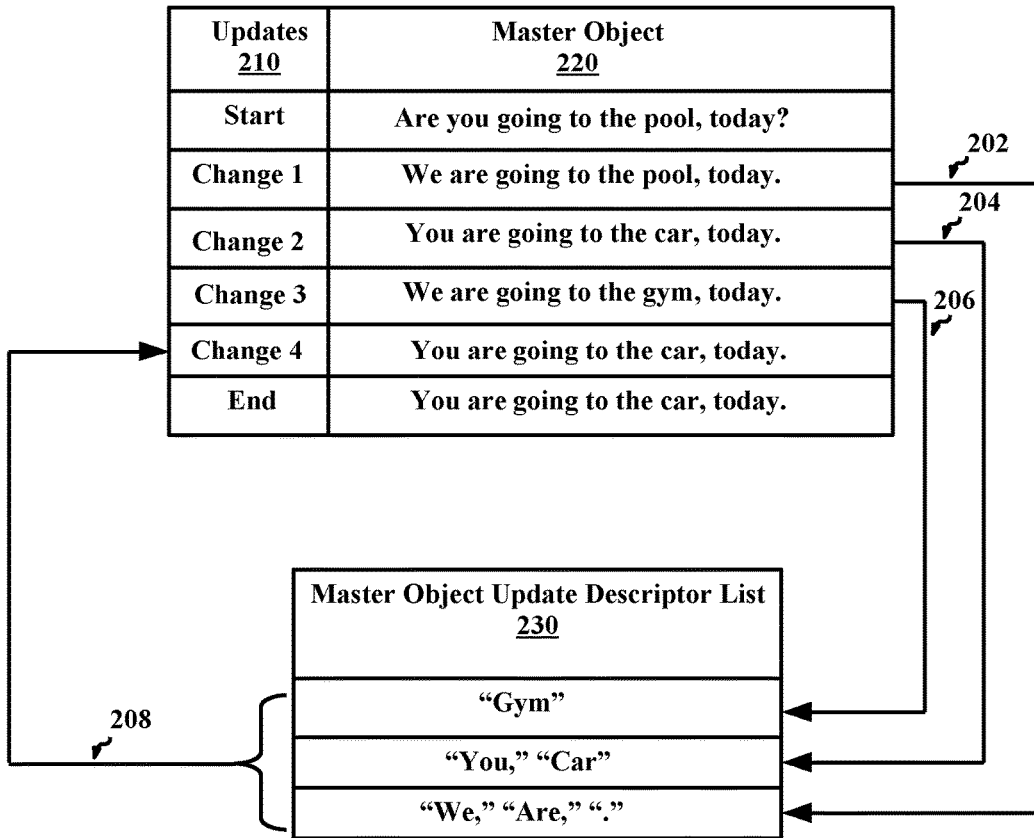 Updates
210
Master Object
220
Start
Are you going to the pool, today?
Change 1
We are going to the pool, today.
Change 2
You are going to the car, today.
Change 3
We are going to the gym, today.
Change 4
You are going to the car, today.
End
You are going to the car, today.
202
204
206
208
Master Object Update Descriptor List
230
“Gym”
“You,” “Car”
“We,” “Are,” “.”